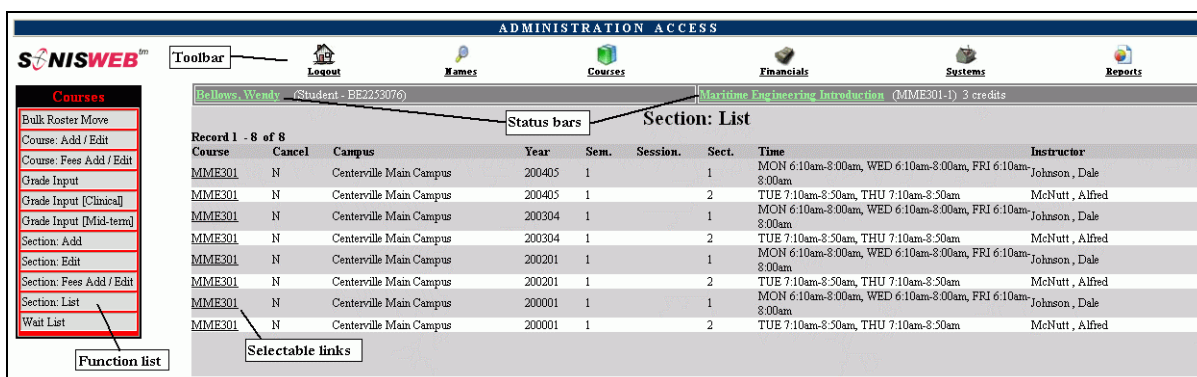 ADMINISTRATION ACCESS
SONISWEB tm
Toolbar
Logout Names Courses Financials Systems Reports
Courses
Bulk Roster Move
Course: Add / Edit
Course: Fees Add / Edit
Grade Input
Grade Input [Clinical]
Grade Input [Mid-term]
Section: Add
Section: Edit
Section: Fees Add / Edit
Section: List
Wait List
Function list
Bellows, Wendy (Student - BE2253076) Maritime Engineering Introduction (MME301-1) 3 credits
Status bars
Section: List
Record 1 - 8 of 8
Course Cancel Campus Year Sem. Session. Sect. Time Instructor
MME301 N Centerville Main Campus 200405 1 1 MON 6:10am-8:00am, WED 6:10am-8:00am, FRI 6:10am-8:00am Johnson , Dale
MME301 N Centerville Main Campus 200405 1 2 TUE 7:10am-8:50am, THU 7:10am-8:50am McNutt , Alfred
MME301 N Centerville Main Campus 200304 1 1 MON 6:10am-8:00am, WED 6:10am-8:00am, FRI 6:10am-8:00am Johnson , Dale
MME301 N Centerville Main Campus 200304 1 2 TUE 7:10am-8:50am, THU 7:10am-8:50am McNutt , Alfred
MME301 N Centerville Main Campus 200201 1 1 MON 6:10am-8:00am, WED 6:10am-8:00am, FRI 6:10am-8:00am Johnson , Dale
MME301 N Centerville Main Campus 200201 1 2 TUE 7:10am-8:50am, THU 7:10am-8:50am McNutt , Alfred
MME301 N Centerville Main Campus 200001 1 1 MON 6:10am-8:00am, WED 6:10am-8:00am, FRI 6:10am-8:00am Johnson , Dale
MME301 N Centerville Main Campus 200001 1 2 TUE 7:10am-8:50am, THU 7:10am-8:50am McNutt , Alfred
Selectable links